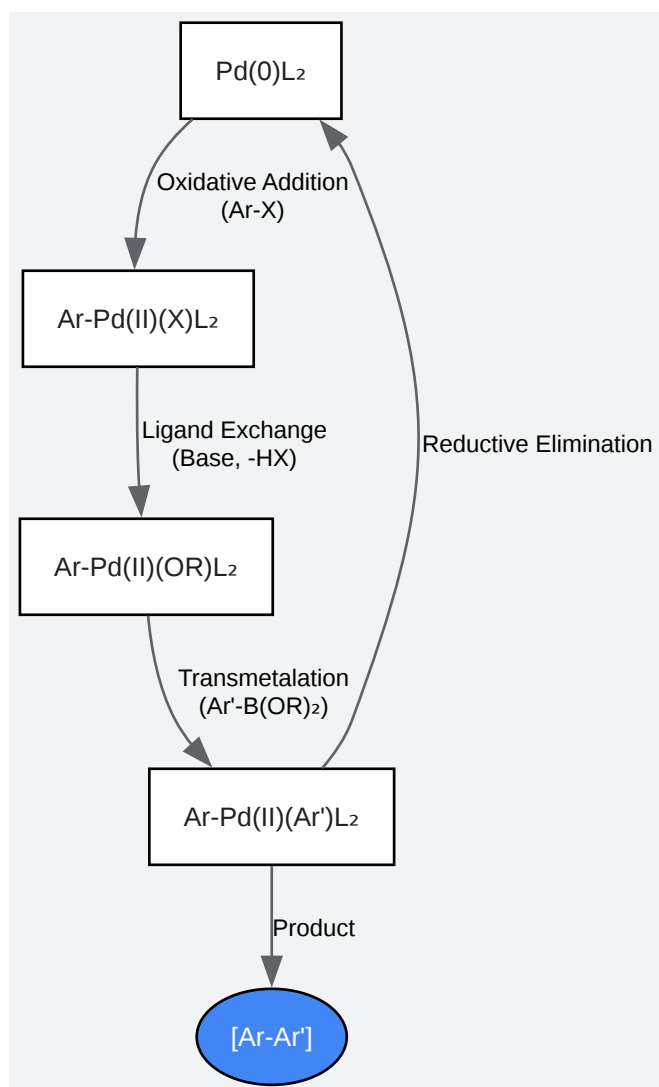 Pd(0)L₂
Oxidative Addition
(Ar-X)
Ar-Pd(II)(X)L₂
Ligand Exchange
(Base, -HX)
Reductive Elimination
Ar-Pd(II)(OR)L₂
Transmetalation
(Ar'-B(OR)₂)
Ar-Pd(II)(Ar')L₂
Product
[Ar-Ar']